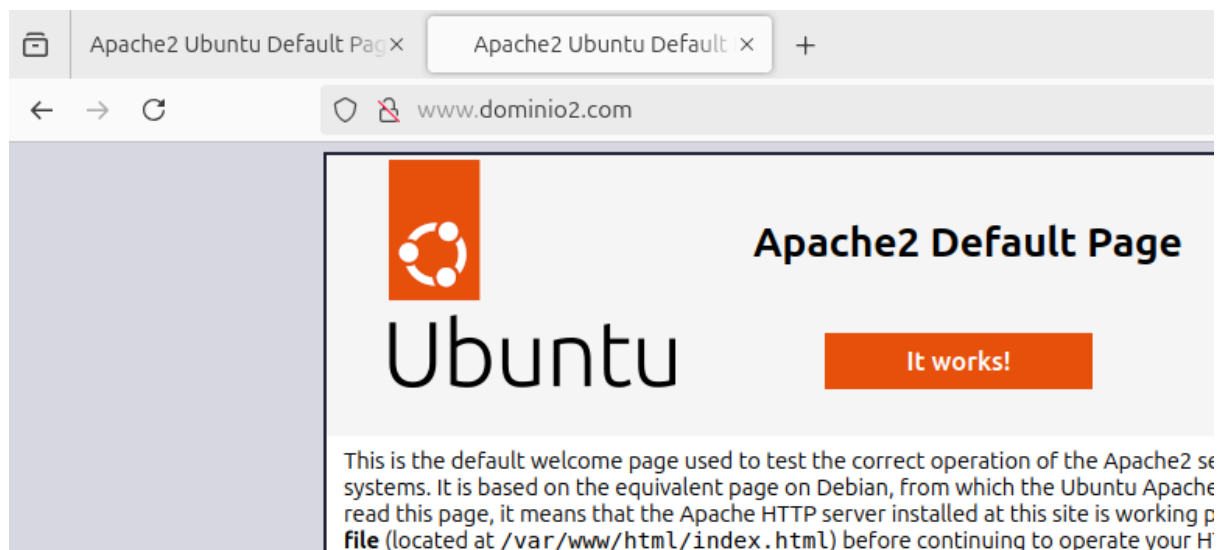 Apache2 Ubuntu Default Pag
Apache2 Ubuntu Default
www.dominio2.com
Ubuntu
Apache2 Default Page
It works!
This is the default welcome page used to test the correct operation of the Apache2 se
systems. It is based on the equivalent page on Debian, from which the Ubuntu Apache
read this page, it means that the Apache HTTP server installed at this site is working p
file (located at /var/www/html/index.html) before continuing to operate your H